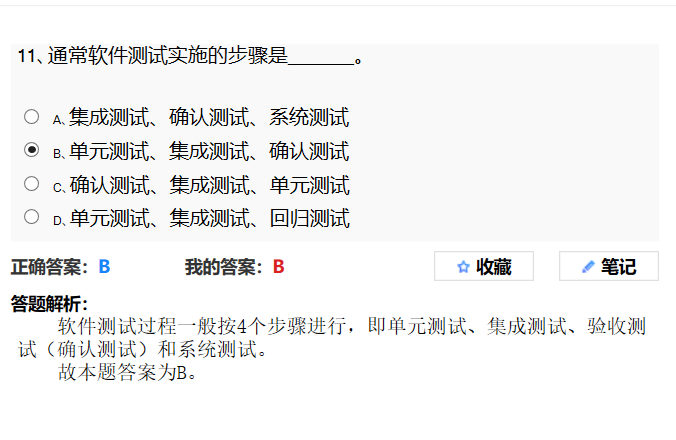 11、通常软件测试实施的步骤是_______。
A、集成测试、确认测试、系统测试
B、单元测试、集成测试、确认测试
C、确认测试、集成测试、单元测试
D、单元测试、集成测试、回归测试
正确答案：B 我的答案：B 收藏 笔记
答题解析：
软件测试过程一般按4个步骤进行，即单元测试、集成测试、验收测
试（确认测试）和系统测试。
故本题答案为B。